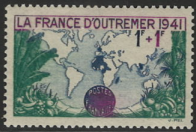 LA FRANCE D'OUTREMER 1941
1F+1F
POSTES